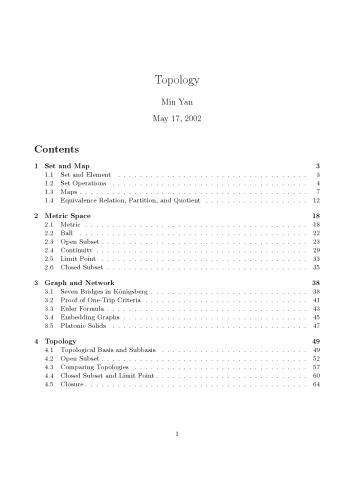 Topology
Min Yan
May 17, 2002
Contents
1 Set and Map 3
1.1 Set and Element . . . . . . . . . . . . . . . . . . . . . . . . . . . . . . 3
1.2 Set Operations . . . . . . . . . . . . . . . . . . . . . . . . . . . . . . . 4
1.3 Maps . . . . . . . . . . . . . . . . . . . . . . . . . . . . . . . . . . . . 7
1.4 Equivalence Relation, Partition, and Quotient . . . . . . . . . . . . . . 12
2 Metric Space 18
2.1 Metric . . . . . . . . . . . . . . . . . . . . . . . . . . . . . . . . . . . 18
2.2 Ball . . . . . . . . . . . . . . . . . . . . . . . . . . . . . . . . . . . . 22
2.3 Open Subset . . . . . . . . . . . . . . . . . . . . . . . . . . . . . . . . 23
2.4 Continuity . . . . . . . . . . . . . . . . . . . . . . . . . . . . . . . . . 29
2.5 Limit Point . . . . . . . . . . . . . . . . . . . . . . . . . . . . . . . . 33
2.6 Closed Subset . . . . . . . . . . . . . . . . . . . . . . . . . . . . . . . 35
3 Graph and Network 38
3.1 Seven Bridges in Königsberg . . . . . . . . . . . . . . . . . . . . . . . . 38
3.2 Proof of One-Trip Criteria . . . . . . . . . . . . . . . . . . . . . . . . 41
3.3 Euler Formula . . . . . . . . . . . . . . . . . . . . . . . . . . . . . . . 43
3.4 Embedding Graphs . . . . . . . . . . . . . . . . . . . . . . . . . . . . . 45
3.5 Platonic Solids . . . . . . . . . . . . . . . . . . . . . . . . . . . . . . 47
4 Topology 49
4.1 Topological Basis and Subbasis . . . . . . . . . . . . . . . . . . . . . . 49
4.2 Open Subset . . . . . . . . . . . . . . . . . . . . . . . . . . . . . . . . 52
4.3 Comparing Topologies . . . . . . . . . . . . . . . . . . . . . . . . . . . 57
4.4 Closed Subset and Limit Point . . . . . . . . . . . . . . . . . . . . . . 60
4.5 Closure . . . . . . . . . . . . . . . . . . . . . . . . . . . . . . . . . . 64
1